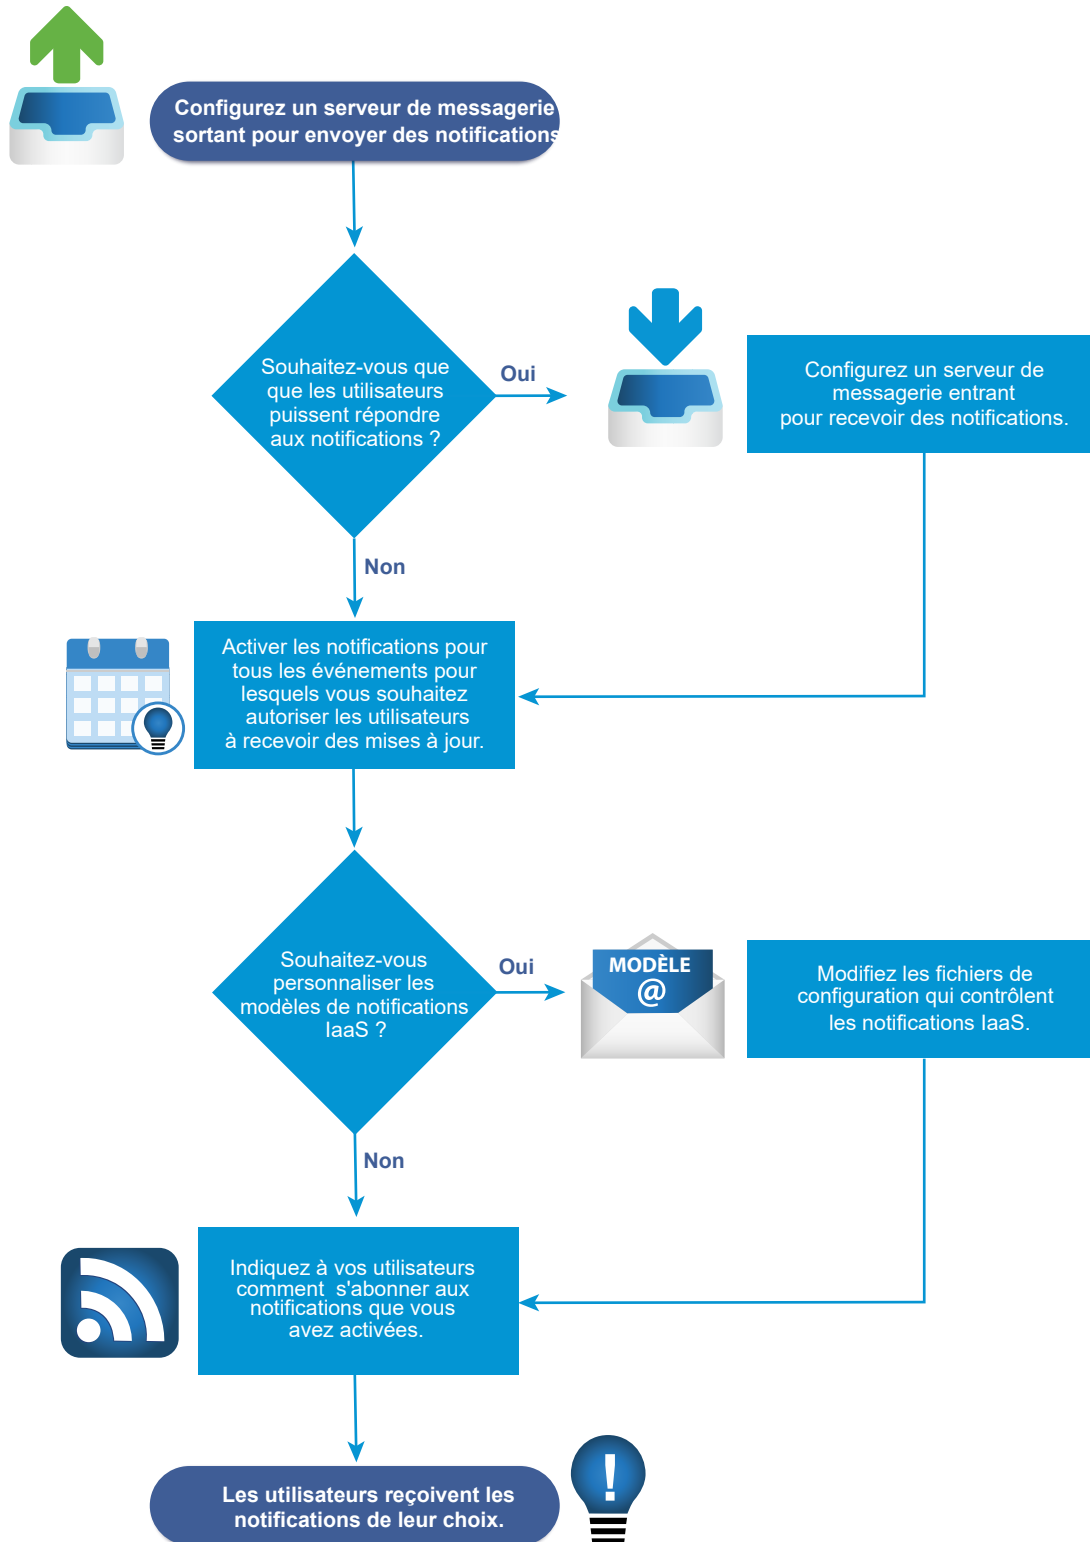 Configurez un serveur de messagerie
sortant pour envoyer des notifications
Souhaitez-vous que
que les utilisateurs
puissent répondre
aux notifications ?
Oui
Configurez un serveur de
messagerie entrant
pour recevoir des notifications.
Non
Activer les notifications pour
tous les événements pour
lesquels vous souhaitez
autoriser les utilisateurs
à recevoir des mises à jour.
Souhaitez-vous
personnaliser les
modèles de notifications
IaaS ?
Oui
MODÈLE
@
Modifiez les fichiers de
configuration qui contrôlent
les notifications IaaS.
Non
Indiquez à vos utilisateurs
comment s'abonner aux
notifications que vous
avez activées.
Les utilisateurs reçoivent les
notifications de leur choix.
!